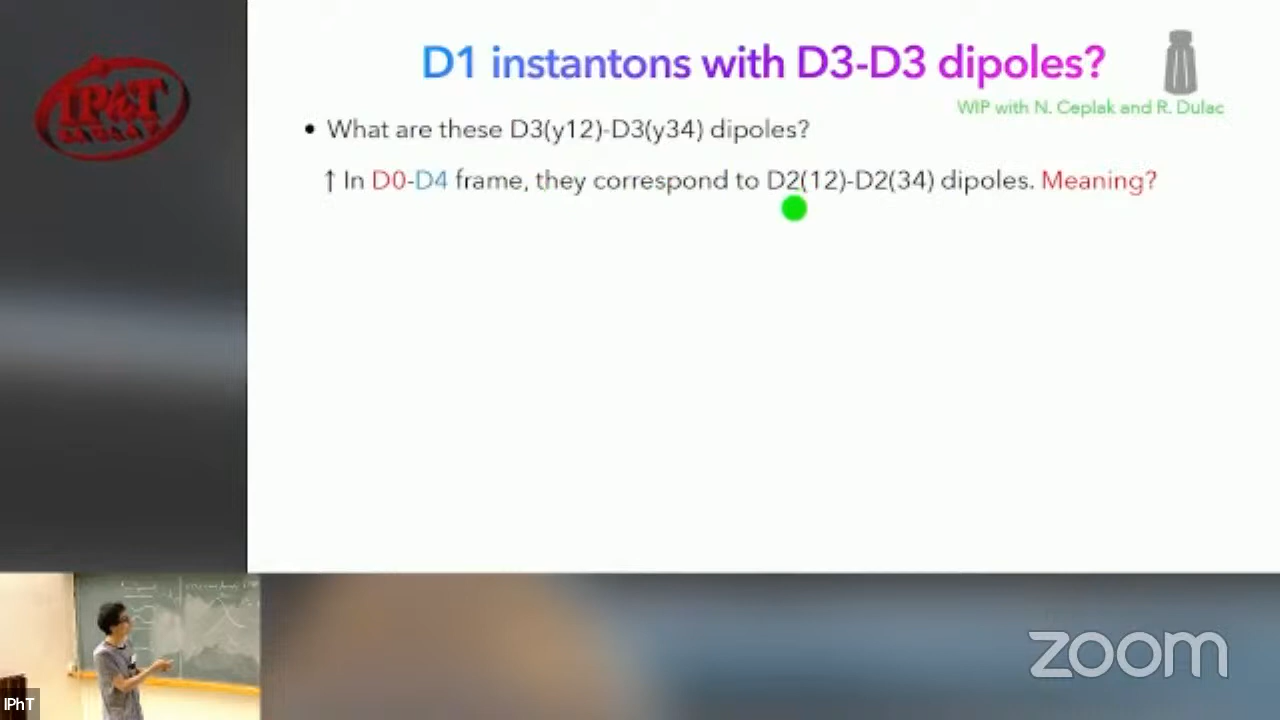 IPhT
D1 instantons with D3-D3 dipoles?
WIP with N. Ceplak and R. Dulac
• What are these D3(y12)-D3(y34) dipoles?
↑ In D0-D4 frame, they correspond to D2(12)-D2(34) dipoles. Meaning?
zoom
IPhT